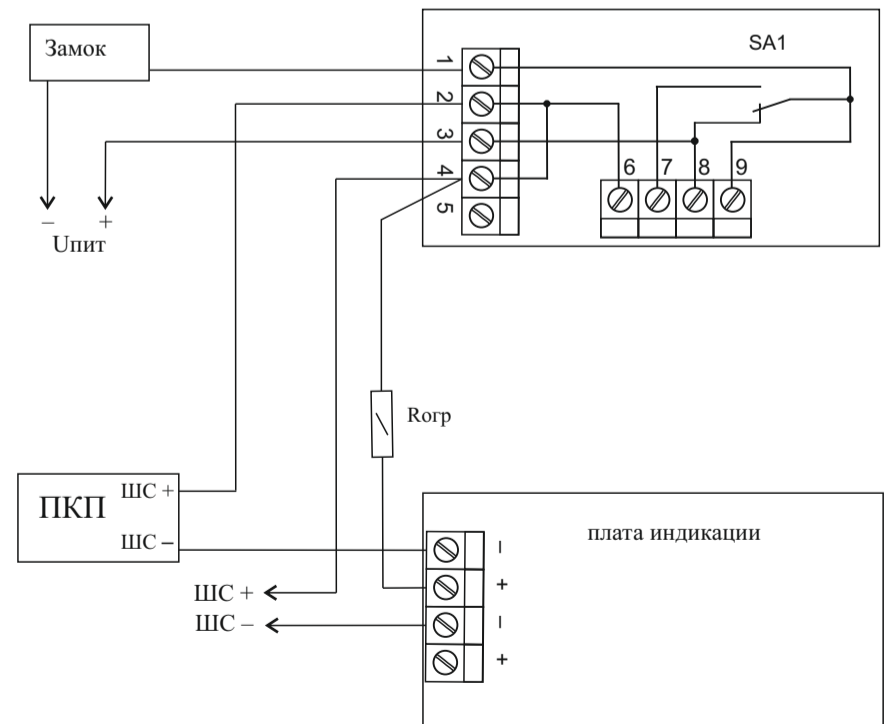 Замок
SA1
1
2
3
4
5
6 7 8 9
– +
Uпит
Rогр
ПКП
ШС +
ШС –
ШС +
ШС –
плата индикации
–
+
–
+